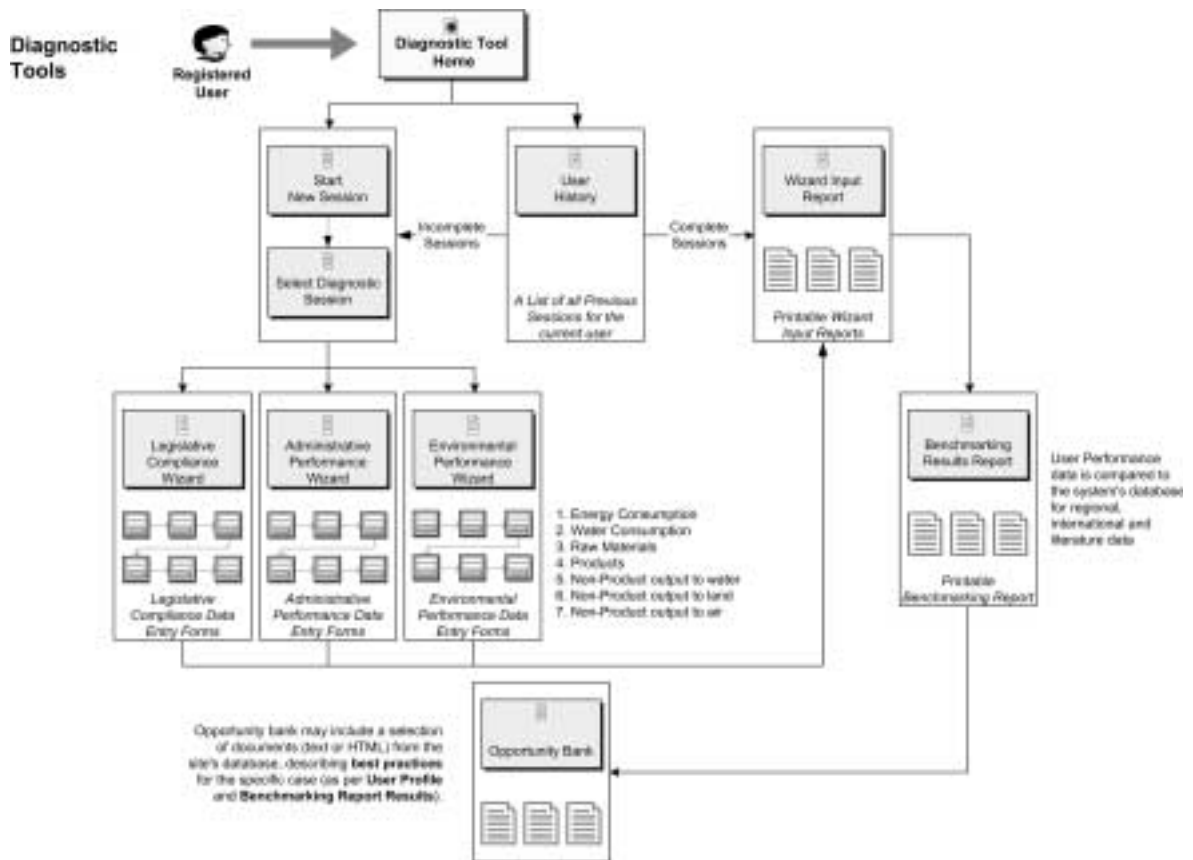 Diagnostic
Tools
Registered
User
Diagnostic Tool
Home
Start
New Session
Select Diagnostic
Session
Incomplete
Sessions
User
History
A List of all Previous
Sessions for the
current user
Complete
Sessions
Wizard Input
Report
Printable Wizard
Input Reports
Legislative
Compliance
Wizard
Legislative
Compliance Data
Entry Forms
Administrative
Performance
Wizard
Administrative
Performance Data
Entry Forms
Environmental
Performance
Wizard
Environmental
Performance Data
Entry Forms
1. Energy Consumption
2. Water Consumption
3. Raw Materials
4. Products
5. Non-Product output to water
6. Non-Product output to land
7. Non-Product output to air
Benchmarking
Results Report
Printable
Benchmarking Report
User Performance
data is compared to
the system's database
for regional,
international and
literature data
Opportunity bank may include a selection
of documents (text or HTML) from the
site's database, describing best practices
for the specific case (as per User Profile
and Benchmarking Report Results).
Opportunity Bank